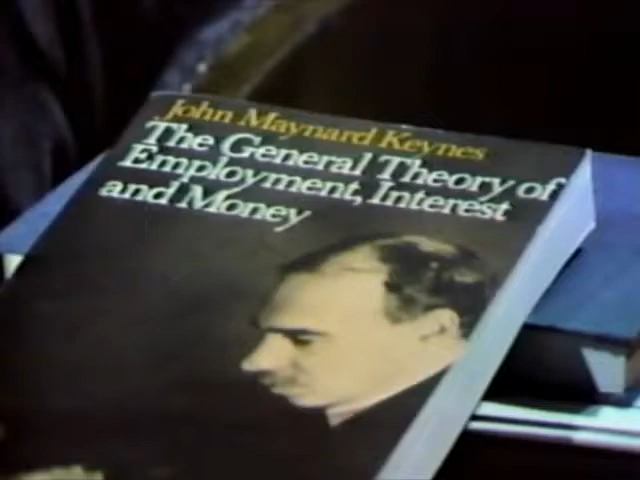 John Maynard Keynes
The General Theory of
Employment, Interest
and Money